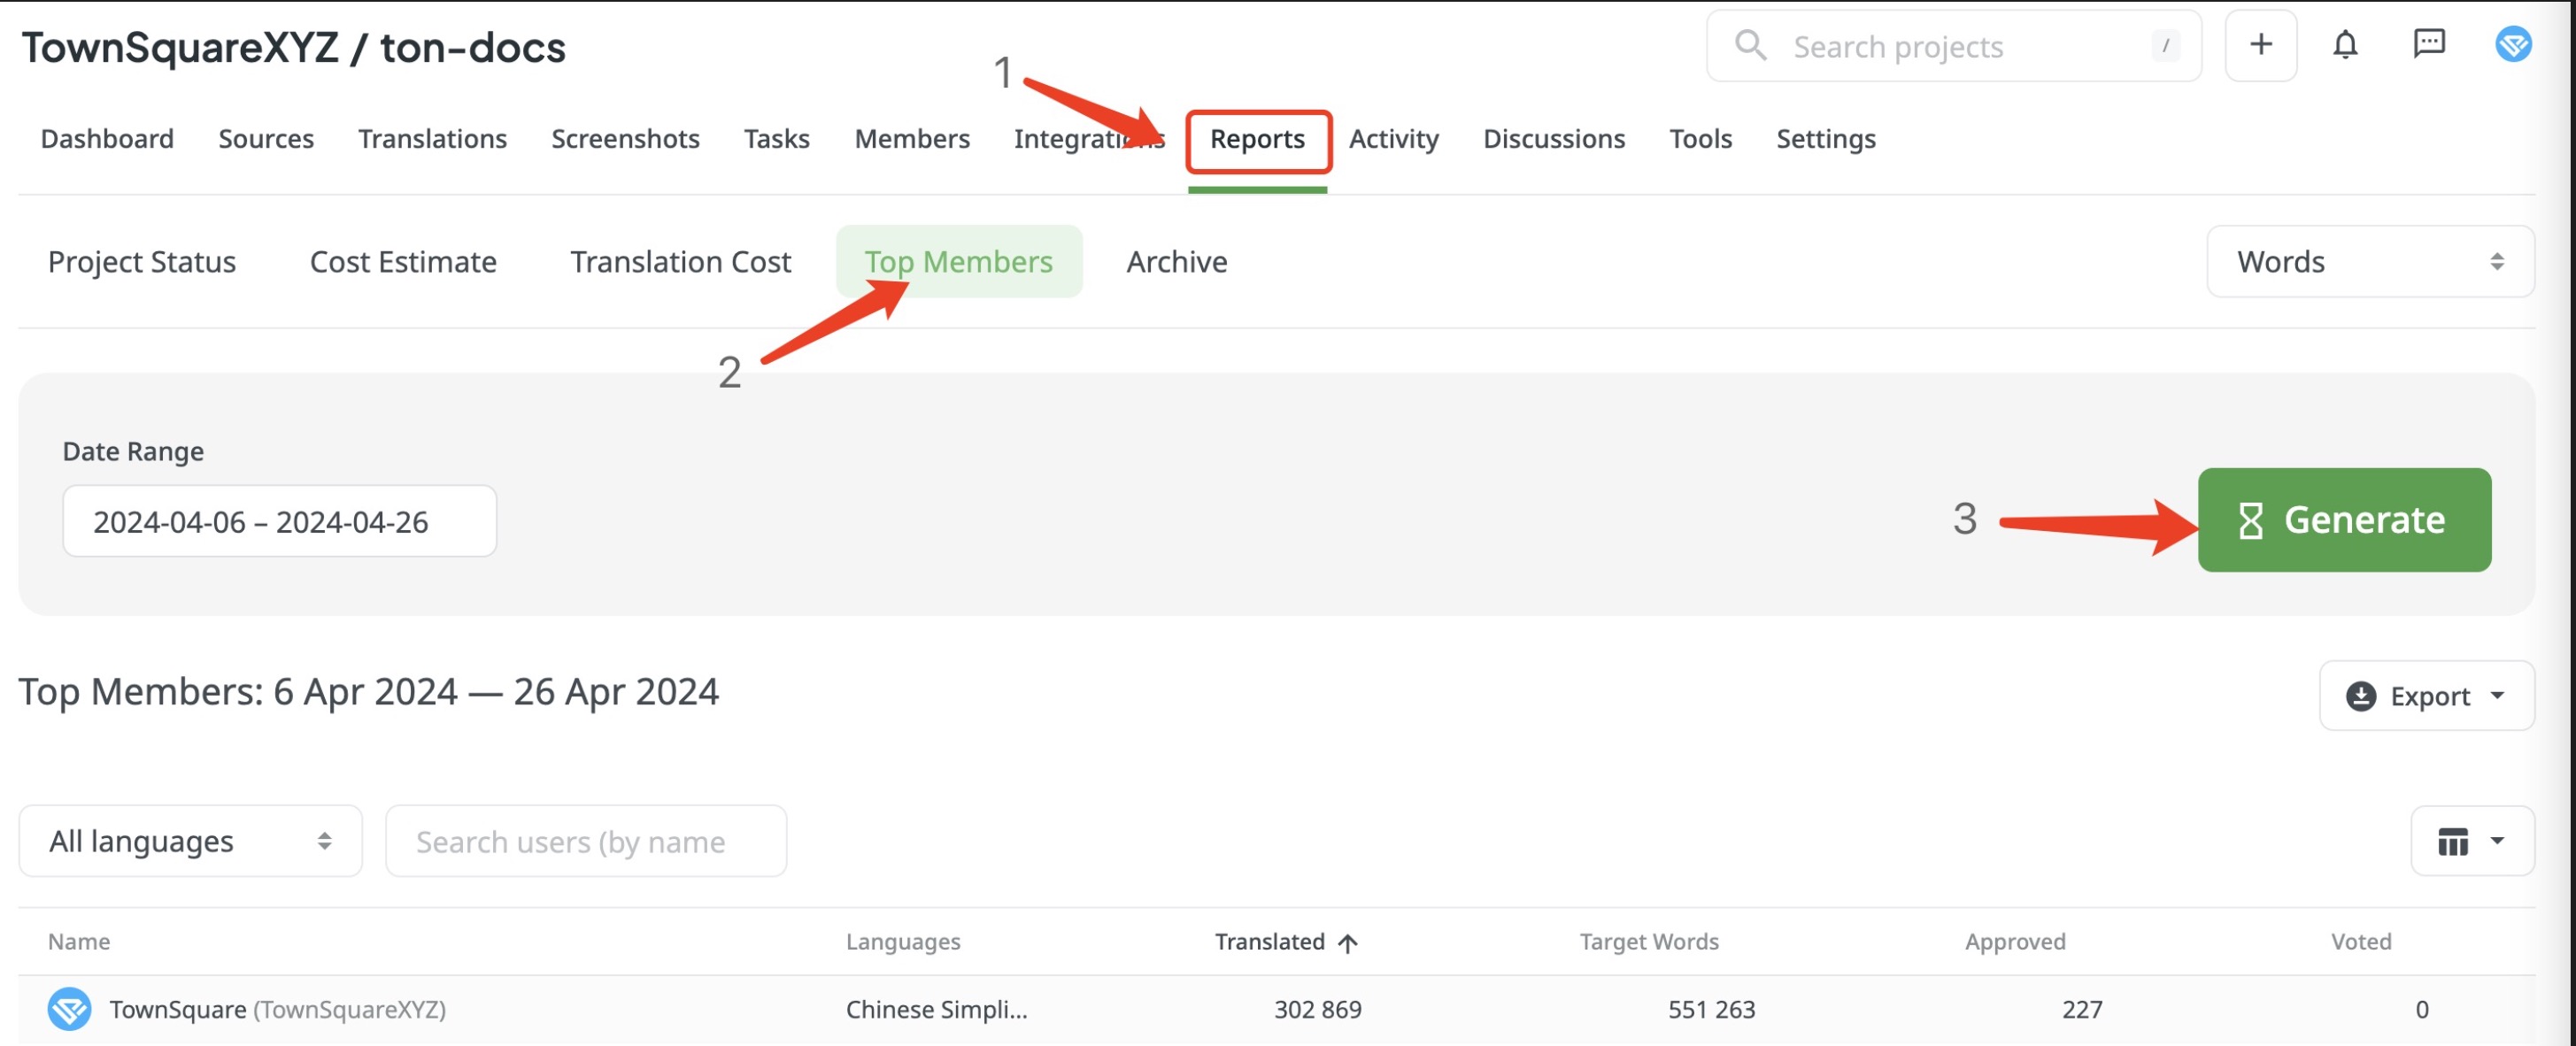 TownSquareXYZ / ton-docs
Search projects /
1
Dashboard Sources Translations Screenshots Tasks Members Integrations Reports Activity Discussions Tools Settings
Project Status Cost Estimate Translation Cost Top Members Archive Words
2
Date Range
2024-04-06 – 2024-04-26
3 Generate
Top Members: 6 Apr 2024 — 26 Apr 2024
Export
All languages Search users (by name
Name Languages Translated Target Words Approved Voted
TownSquare (TownSquareXYZ) Chinese Simpli... 302 869 551 263 227 0